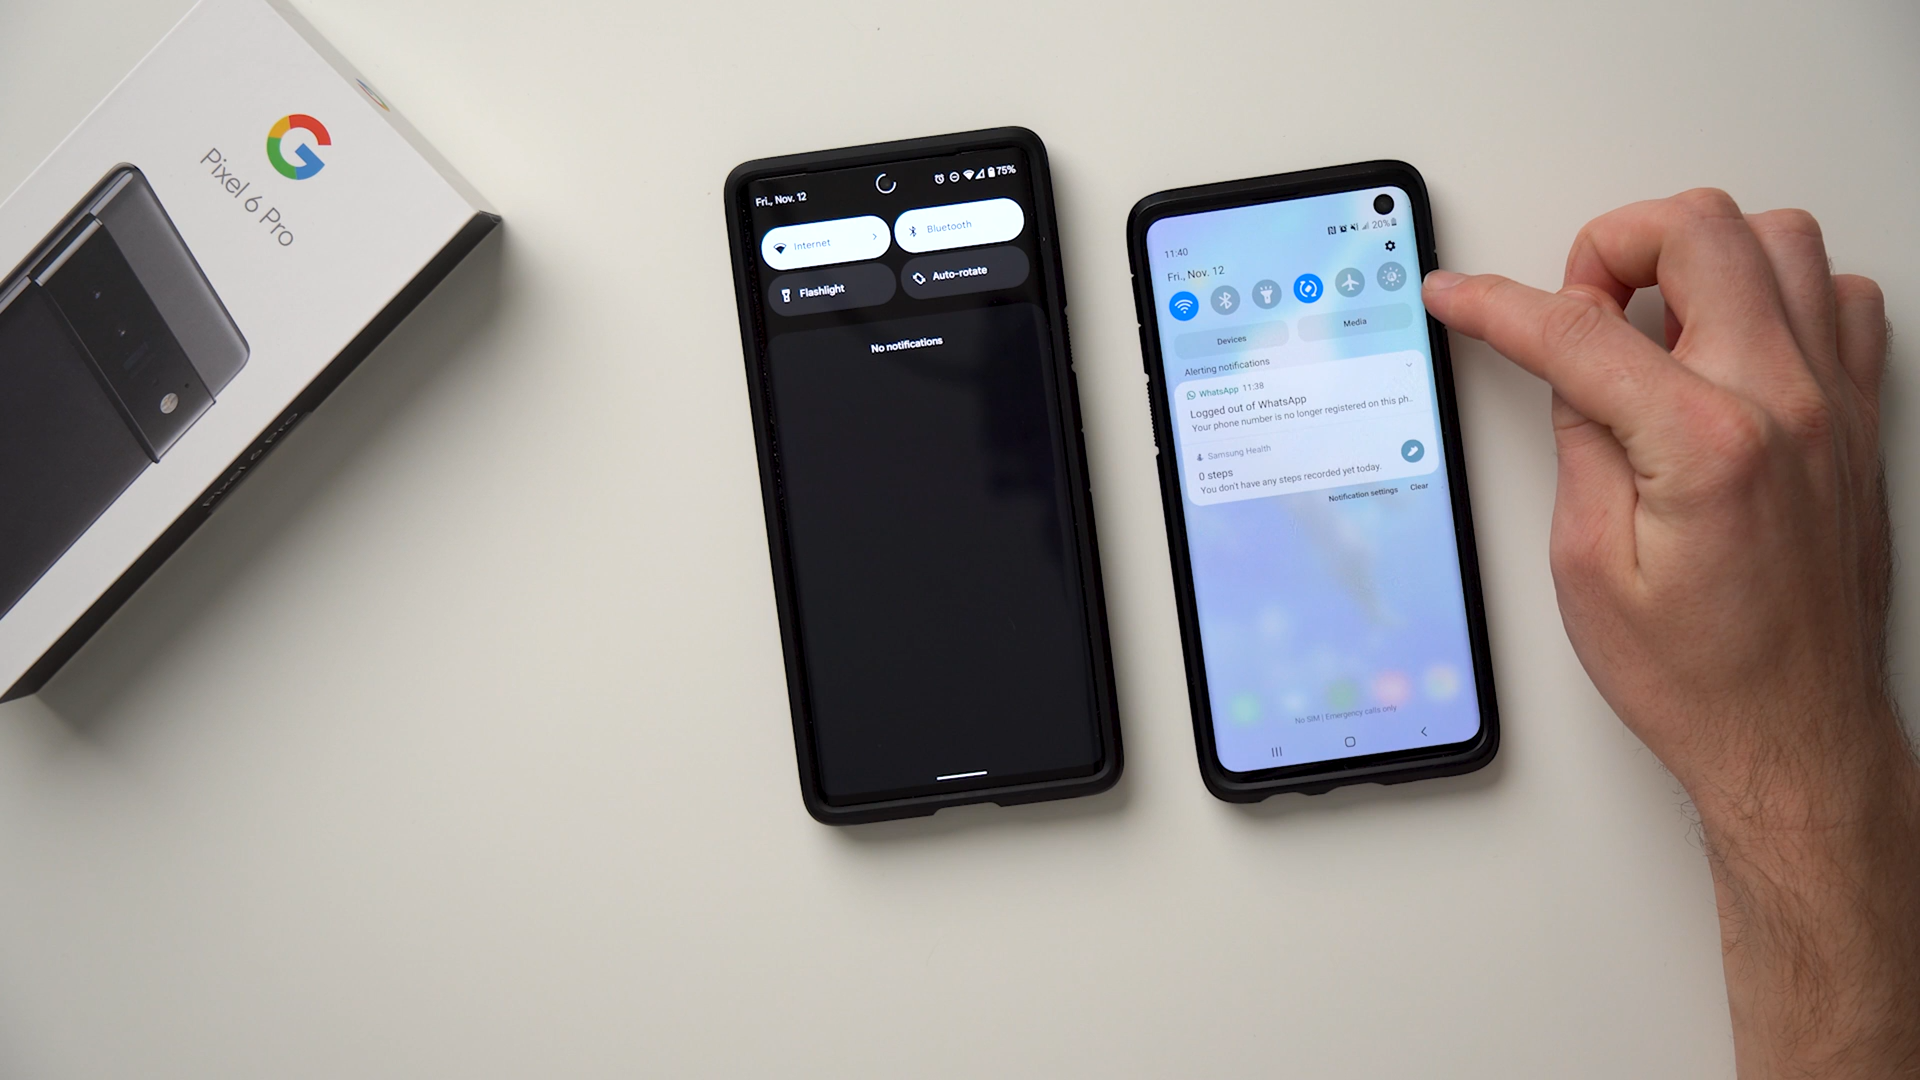 G
Pixel 6 Pro
Pixel 6 Pro
Fri., Nov. 12
75%
Internet
Bluetooth
Flashlight
Auto-rotate
No notifications
20%
11:40
Fri., Nov. 12
Devices
Media
Alerting notifications
WhatsApp 11:38
Logged out of WhatsApp
Your phone number is no longer registered on this ph..
Samsung Health
0 steps
You don't have any steps recorded yet today.
Notification settings
Clear
No SIM | Emergency calls only